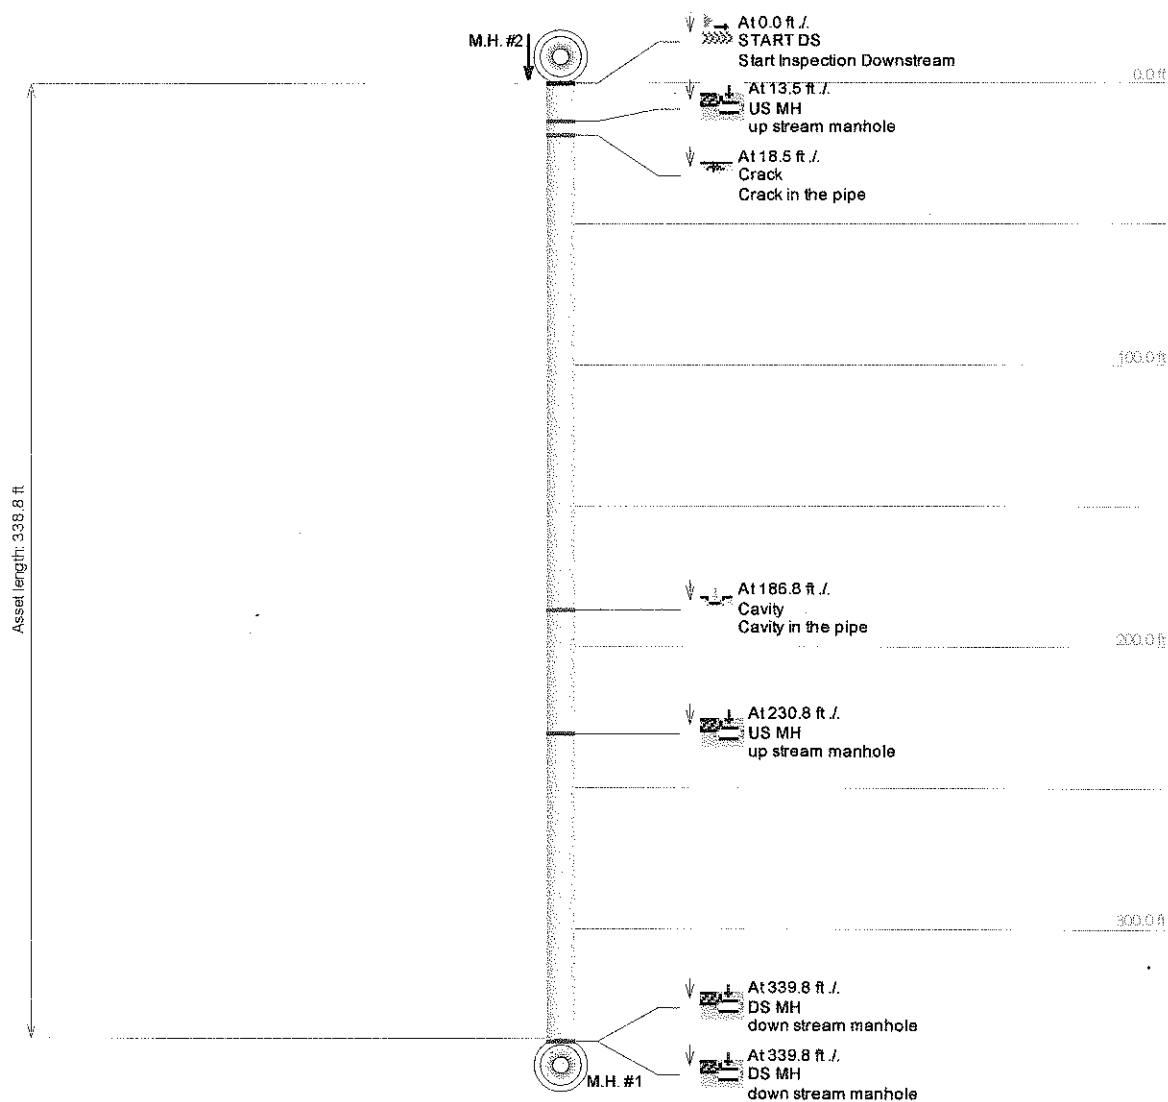 M.H. #2
At 0.0 ft ./.
START DS
Start Inspection Downstream
0.0 ft
At 13.5 ft ./.
US MH
up stream manhole
At 18.5 ft ./.
Crack
Crack in the pipe
100.0 ft
Asset length: 338.8 ft
At 186.8 ft ./.
Cavity
Cavity in the pipe
200.0 ft
At 230.8 ft ./.
US MH
up stream manhole
300.0 ft
At 339.8 ft ./.
DS MH
down stream manhole
M.H. #1
At 339.8 ft ./.
DS MH
down stream manhole